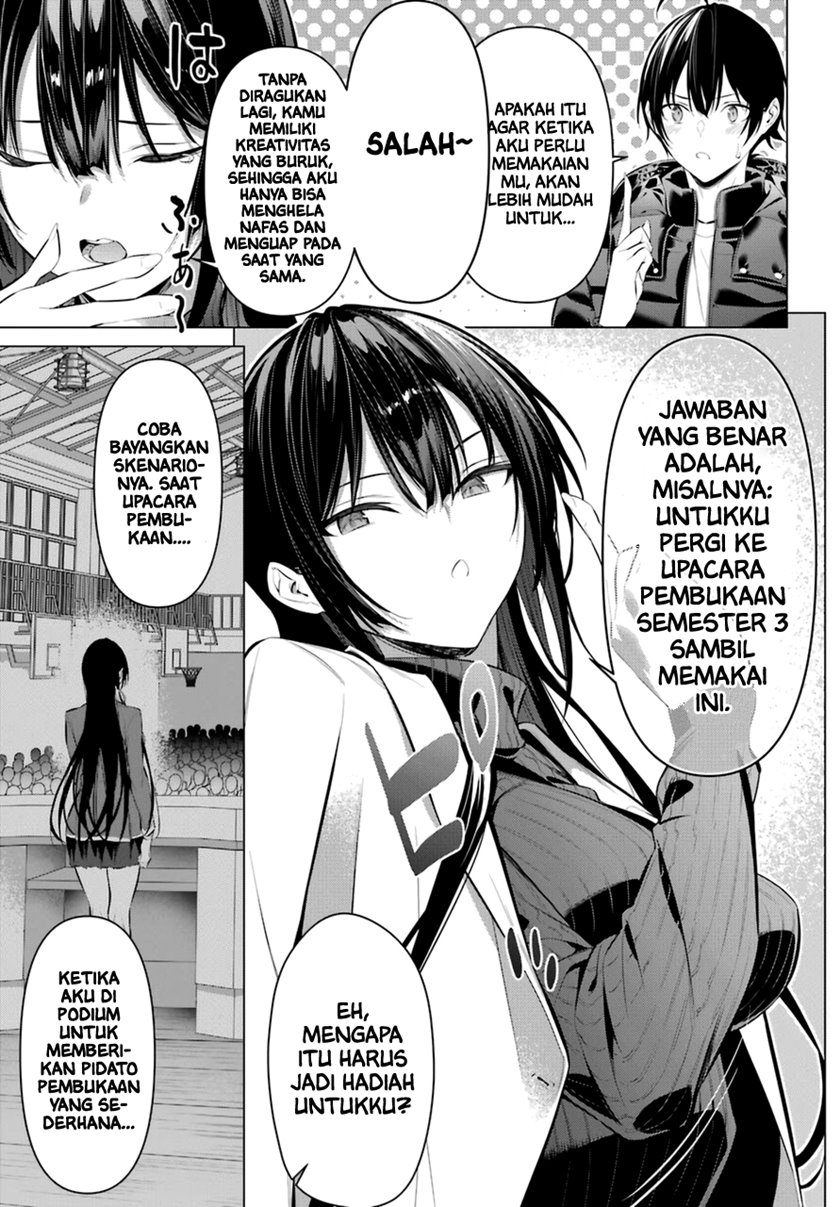 APAKAH ITU
AGAR KETIKA
AKU PERLU
MEMAKAIAN
MU, AKAN
LEBIH MUDAH
UNTUK...
SALAH~
TANPA
DIRAGUKAN
LAGI, KAMU
MEMILIKI
KREATIVITAS
YANG BURUK,
SEHINGGA AKU
HANYA BISA
MENGHELA
NAFAS DAN
MENGUAP PADA
SAAT YANG
SAMA.
は
ふぁ〜
JAWABAN
YANG BENAR
ADALAH,
MISALNYA:
UNTUKKU
PERGI KE
UPACARA
PEMBUKAAN
SEMESTER 3
SAMBIL
MEMAKAI
INI.
ピ
EH,
MENGAPA
ITU HARUS
JADI HADIAH
UNTUKKU?
COBA
BAYANGKAN
SKENARIO-
NYA. SAAT
UPACARA
PEMBU-
KAAN....
KETIKA
AKU DI
PODIUM
UNTUK
MEMBERI-
KAN PIDATO
PEMBUKAAN
YANG SE-
DERHANA...